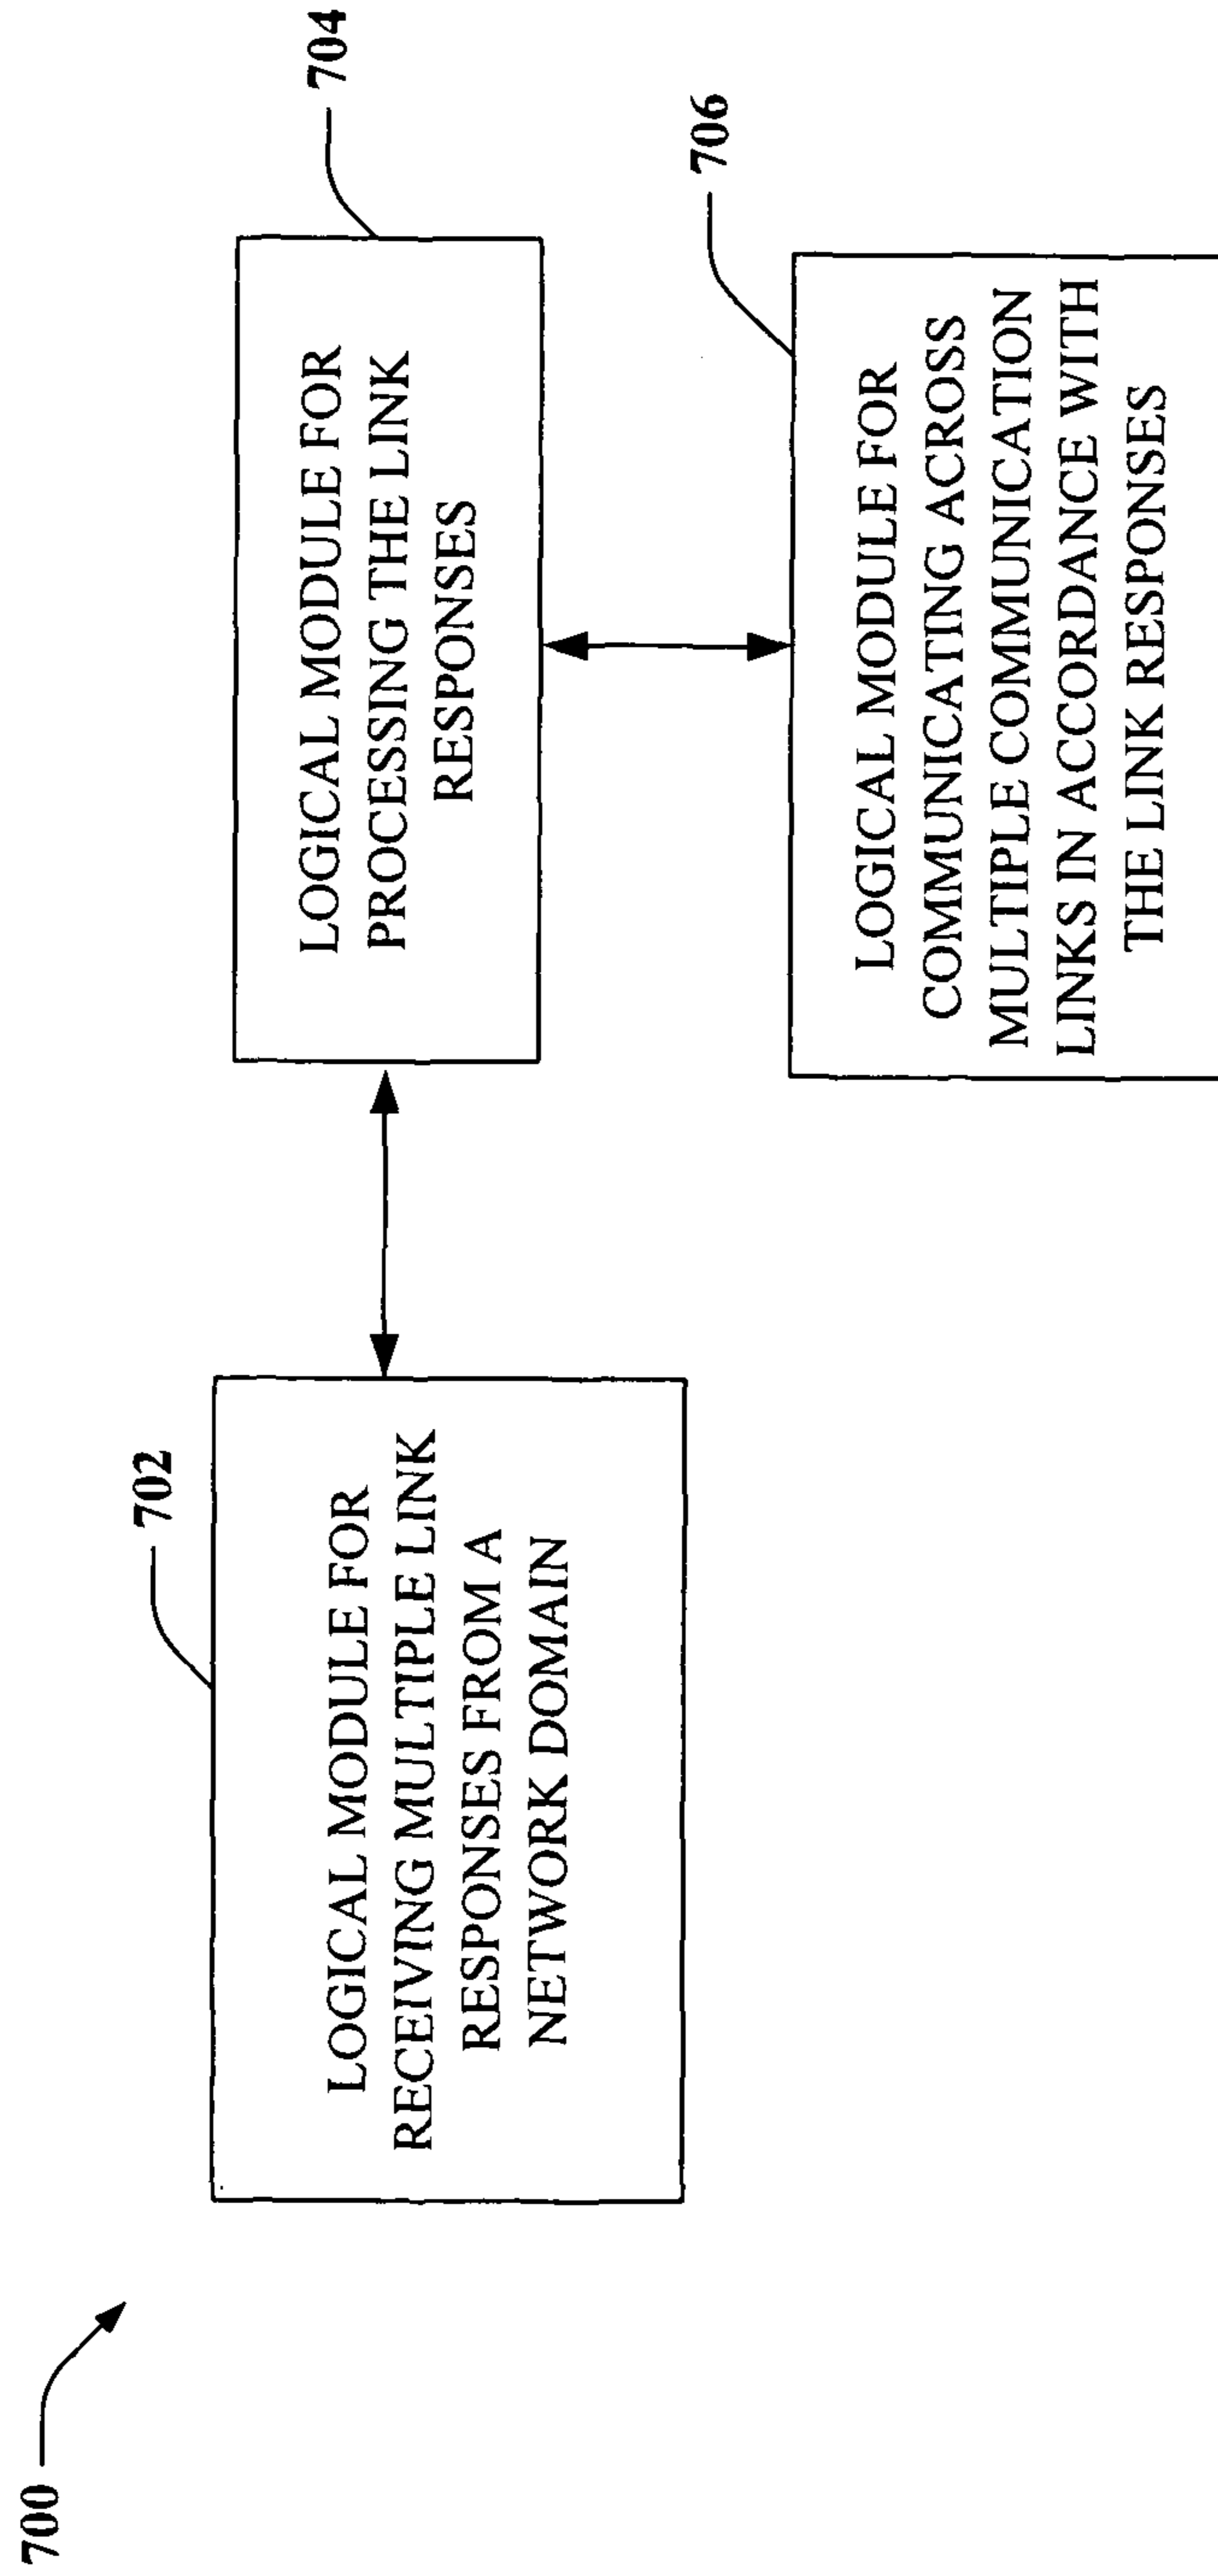 700
702
LOGICAL MODULE FOR
RECEIVING MULTIPLE LINK
RESPONSES FROM A
NETWORK DOMAIN
704
LOGICAL MODULE FOR
PROCESSING THE LINK
RESPONSES
706
LOGICAL MODULE FOR
COMMUNICATING ACROSS
MULTIPLE COMMUNICATION
LINKS IN ACCORDANCE WITH
THE LINK RESPONSES